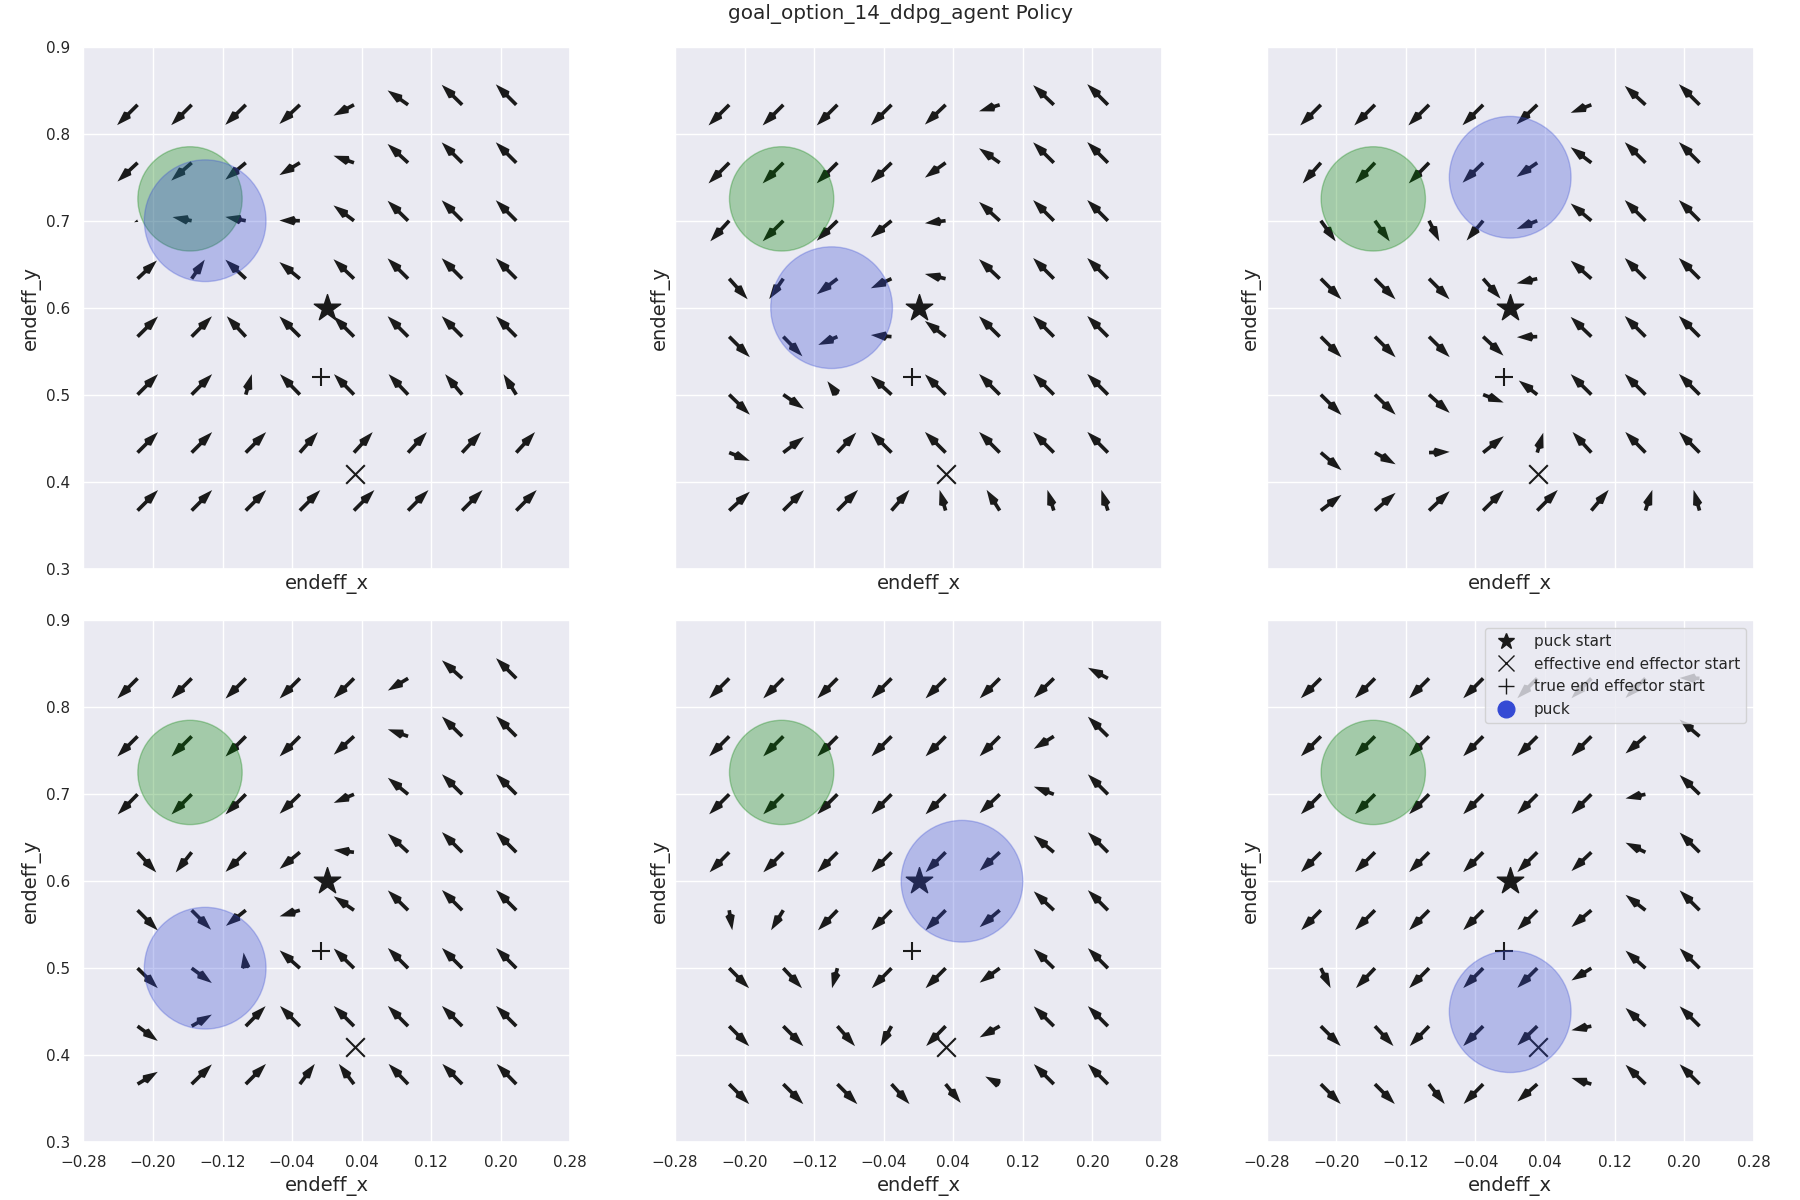 goal_option_14_ddpg_agent Policy
0.9
0.8
0.7
0.6
0.5
0.4
0.3
endeff_y
endeff_x
endeff_y
endeff_x
endeff_y
endeff_x
0.9
0.8
0.7
0.6
0.5
0.4
0.3
endeff_y
−0.28 −0.20 −0.12 −0.04 0.04 0.12 0.20 0.28
endeff_x
endeff_y
−0.28 −0.20 −0.12 −0.04 0.04 0.12 0.20 0.28
endeff_x
puck start
effective end effector start
true end effector start
puck
endeff_y
−0.28 −0.20 −0.12 −0.04 0.04 0.12 0.20 0.28
endeff_x